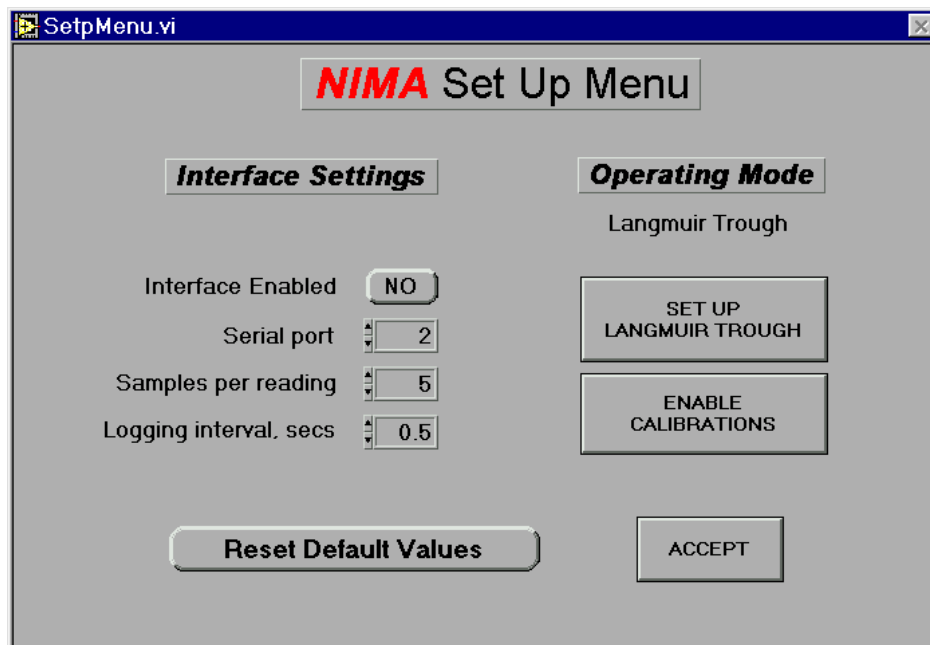 SetpMenu.vi
NIMA Set Up Menu
Interface Settings
Operating Mode
Langmuir Trough
Interface Enabled NO
Serial port 2
Samples per reading 5
Logging interval, secs 0.5
SET UP
LANGMUIR TROUGH
ENABLE
CALIBRATIONS
Reset Default Values
ACCEPT